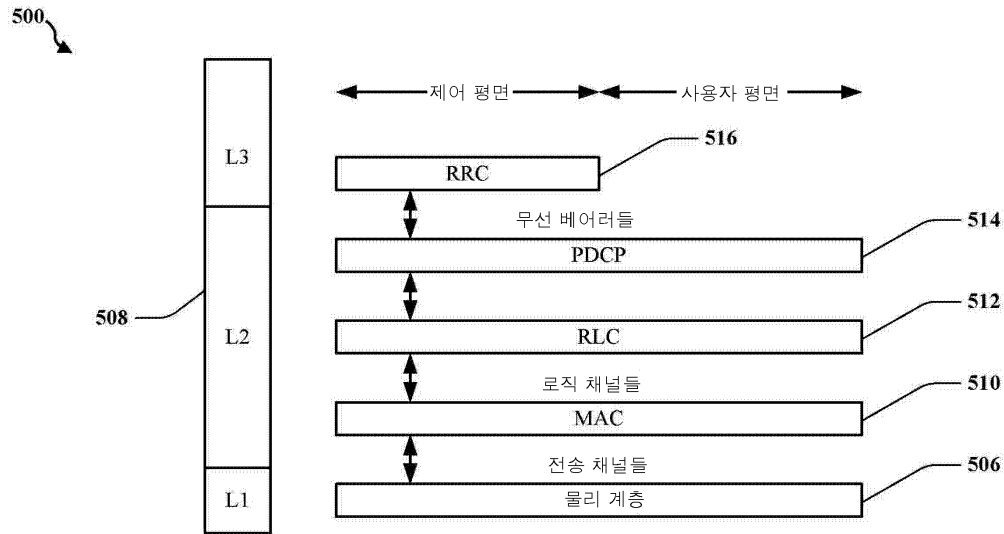 500
제어 평면
사용자 평면
516
L3
RRC
무선 베어러들
514
PDCP
508
L2
512
RLC
로직 채널들
510
MAC
전송 채널들
506
L1
물리 계층